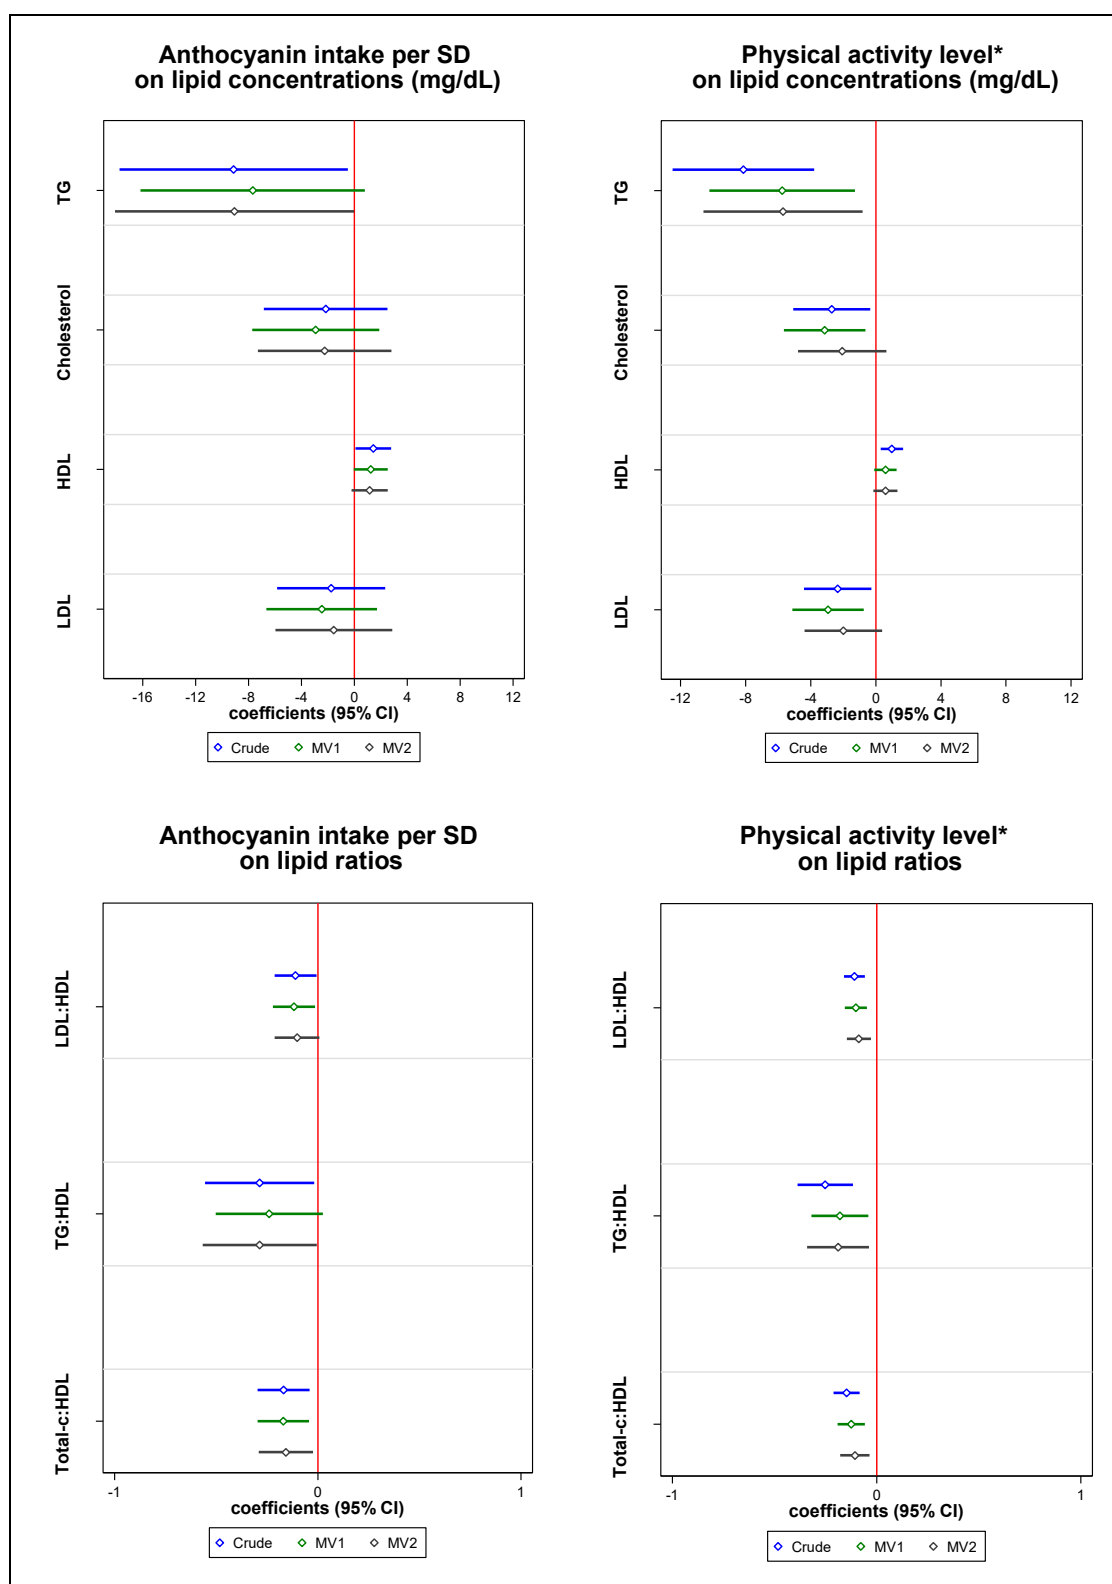 Anthocyanin intake per SD
on lipid concentrations (mg/dL)
TG
Cholesterol
HDL
LDL
-16 -12 -8 -4 0 4 8 12
coefficients (95% CI)
Crude MV1 MV2
Physical activity level*
on lipid concentrations (mg/dL)
TG
Cholesterol
HDL
LDL
-12 -8 -4 0 4 8 12
coefficients (95% CI)
Crude MV1 MV2
Anthocyanin intake per SD
on lipid ratios
LDL:HDL
TG:HDL
Total-c:HDL
-1 0 1
coefficients (95% CI)
Crude MV1 MV2
Physical activity level*
on lipid ratios
LDL:HDL
TG:HDL
Total-c:HDL
-1 0 1
coefficients (95% CI)
Crude MV1 MV2